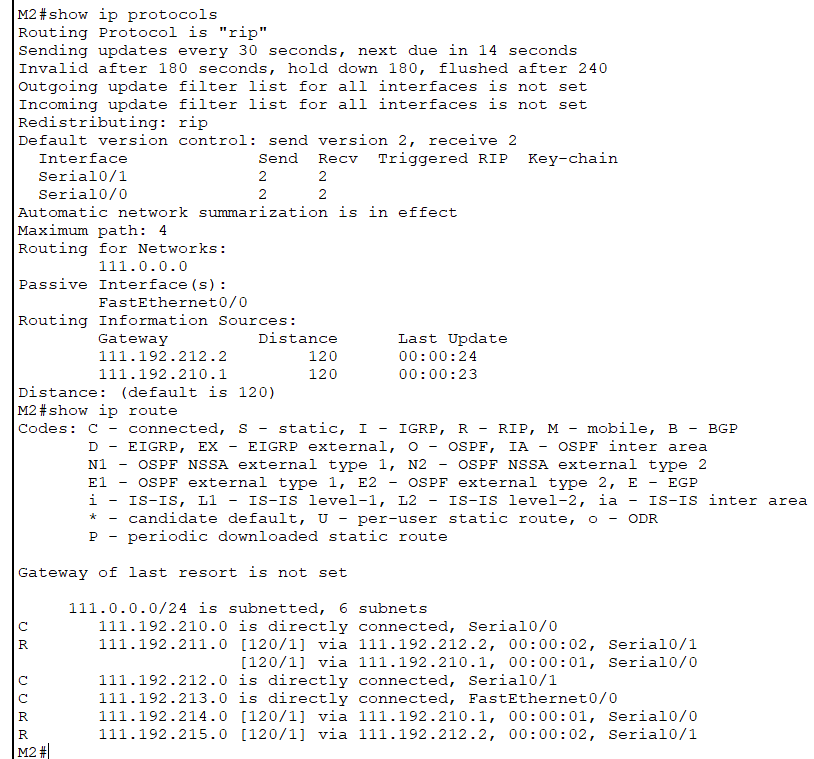 M2#show ip protocols
Routing Protocol is "rip"
Sending updates every 30 seconds, next due in 14 seconds
Invalid after 180 seconds, hold down 180, flushed after 240
Outgoing update filter list for all interfaces is not set
Incoming update filter list for all interfaces is not set
Redistributing: rip
Default version control: send version 2, receive 2
  Interface             Send  Recv  Triggered RIP  Key-chain
  Serial0/1             2     2
  Serial0/0             2     2
Automatic network summarization is in effect
Maximum path: 4
Routing for Networks:
        111.0.0.0
Passive Interface(s):
        FastEthernet0/0
Routing Information Sources:
        Gateway         Distance      Last Update
        111.192.212.2        120      00:00:24
        111.192.210.1        120      00:00:23
Distance: (default is 120)
M2#show ip route
Codes: C - connected, S - static, I - IGRP, R - RIP, M - mobile, B - BGP
       D - EIGRP, EX - EIGRP external, O - OSPF, IA - OSPF inter area
       N1 - OSPF NSSA external type 1, N2 - OSPF NSSA external type 2
       E1 - OSPF external type 1, E2 - OSPF external type 2, E - EGP
       i - IS-IS, L1 - IS-IS level-1, L2 - IS-IS level-2, ia - IS-IS inter area
       * - candidate default, U - per-user static route, o - ODR
       P - periodic downloaded static route

Gateway of last resort is not set

     111.0.0.0/24 is subnetted, 6 subnets
C       111.192.210.0 is directly connected, Serial0/0
R       111.192.211.0 [120/1] via 111.192.212.2, 00:00:02, Serial0/1
                      [120/1] via 111.192.210.1, 00:00:01, Serial0/0
C       111.192.212.0 is directly connected, Serial0/1
C       111.192.213.0 is directly connected, FastEthernet0/0
R       111.192.214.0 [120/1] via 111.192.210.1, 00:00:01, Serial0/0
R       111.192.215.0 [120/1] via 111.192.212.2, 00:00:02, Serial0/1
M2#